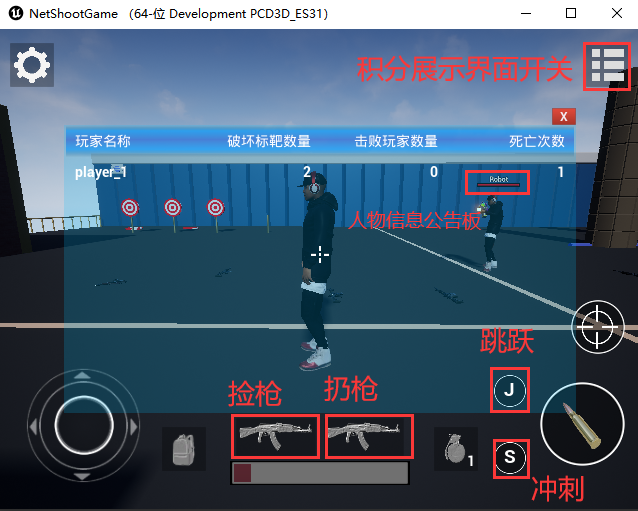 NetShootGame （64-位 Development PCD3D_ES31）
积分展示界面开关
X
玩家名称 破坏标靶数量 击败玩家数量 死亡次数
player_1 2 0 1
Robot
人物信息公告板
跳跃
J
捡枪 扔枪
1
S
冲刺